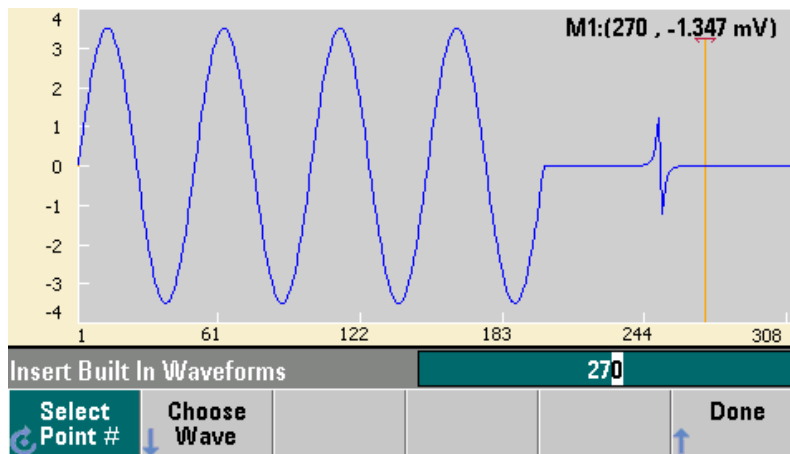 4
M1:(270 , -1.347 mV)
3
2
1
0
-1
-2
-3
-4
1 61 122 183 244 308
Insert Built In Waveforms 270
Select Point # Choose Wave Done